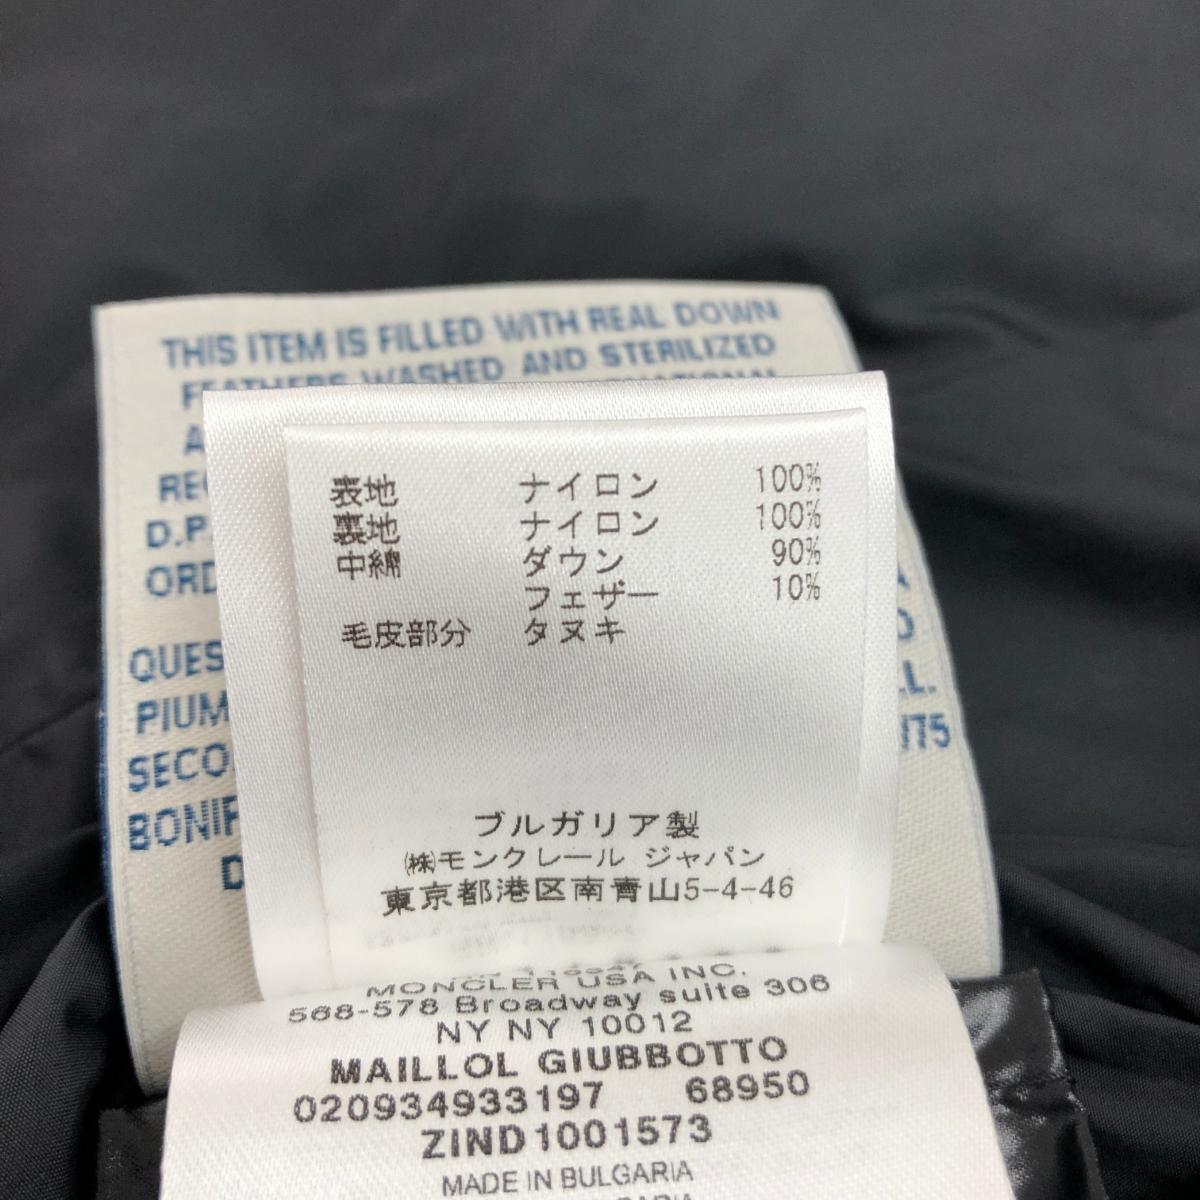 THIS ITEM IS FILLED WITH REAL DOWN
FEATHERS WASHED AND STERILIZED
D.P.
QUES
PIUM
SECO
BONIF
表地 ナイロン 100%
裏地 ナイロン 100%
中綿 ダウン 90%
フェザー 10%
毛皮部分 タヌキ
ブルガリア製
㈱モンクレール ジャパン
東京都港区南青山5-4-46
MONCLER USA INC.
568-578 Broadway suite 306
NY NY 10012
MAILLOL GIUBBOTTO
020934933197 68950
ZIND1001573
MADE IN BULGARIA